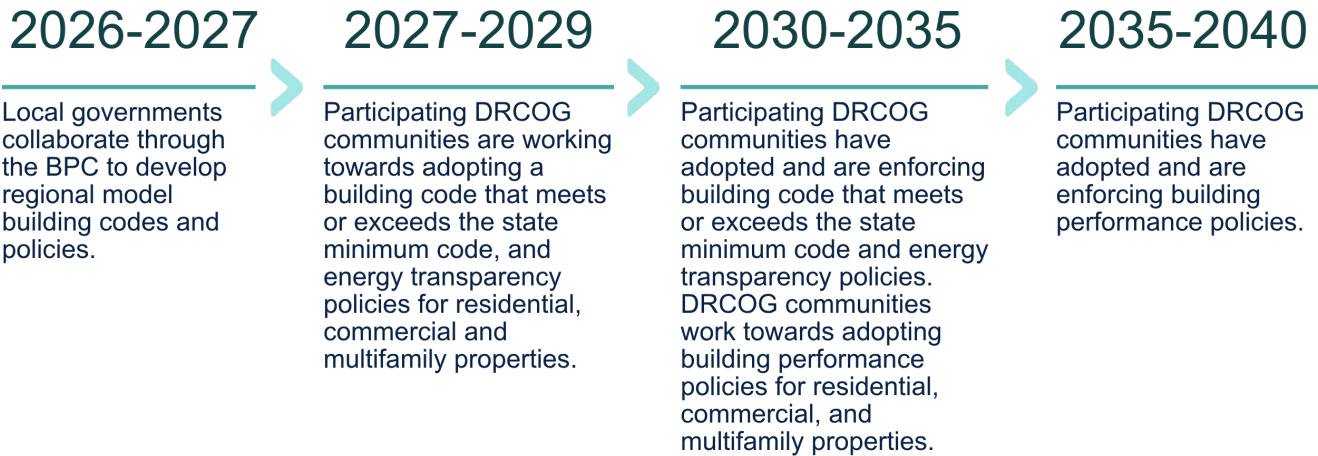 2026-2027
Local governments
collaborate through
the BPC to develop
regional model
building codes and
policies.
2027-2029
Participating DRCOG
communities are working
towards adopting a
building code that meets
or exceeds the state
minimum code, and
energy transparency
policies for residential,
commercial and
multifamily properties.
2030-2035
Participating DRCOG
communities have
adopted and are enforcing
building code that meets
or exceeds the state
minimum code and energy
transparency policies.
DRCOG communities
work towards adopting
building performance
policies for residential,
commercial, and
multifamily properties.
2035-2040
Participating DRCOG
communities have
adopted and are
enforcing building
performance policies.